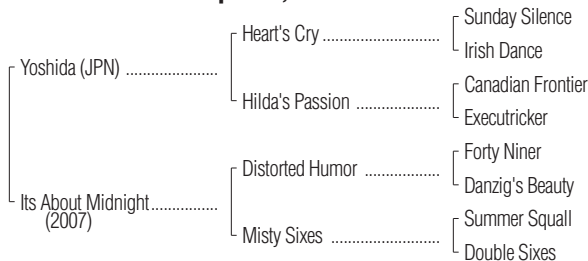 Sunday Silence
Heart's Cry
Irish Dance
Yoshida (JPN)
Canadian Frontier
Hilda's Passion
Executricker
Forty Niner
Distorted Humor
Danzig's Beauty
Its About Midnight
(2007)
Summer Squall
Misty Sixes
Double Sixes